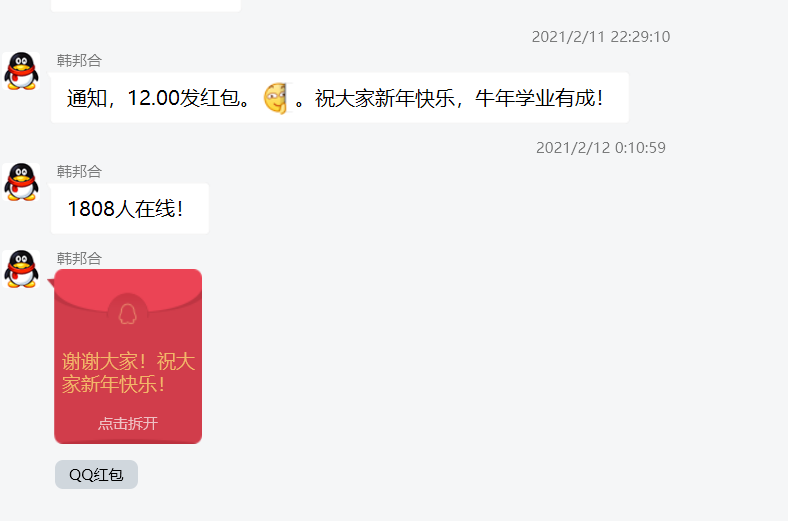 2021/2/11 22:29:10
韩邦合
通知，12.00发红包。。祝大家新年快乐，牛年学业有成！
2021/2/12 0:10:59
韩邦合
1808人在线！
韩邦合
谢谢大家！祝大
家新年快乐！
点击拆开
QQ红包